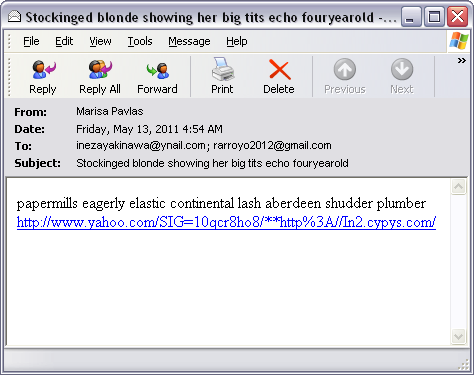 Stockinged blonde showing her big tits echo fouryearold - ...
File Edit View Tools Message Help
Reply Reply All Forward Print Delete Previous Next »
From: Marisa Pavlas
Date: Friday, May 13, 2011 4:54 AM
To: inezayakinawa@ynail.com; rarroyo2012@gmail.com
Subject: Stockinged blonde showing her big tits echo fouryearold
papermills eagerly elastic continental lash aberdeen shudder plumber
http://www.yahoo.com/SIG=10qcr8ho8/**http%3A//In2.cypys.com/